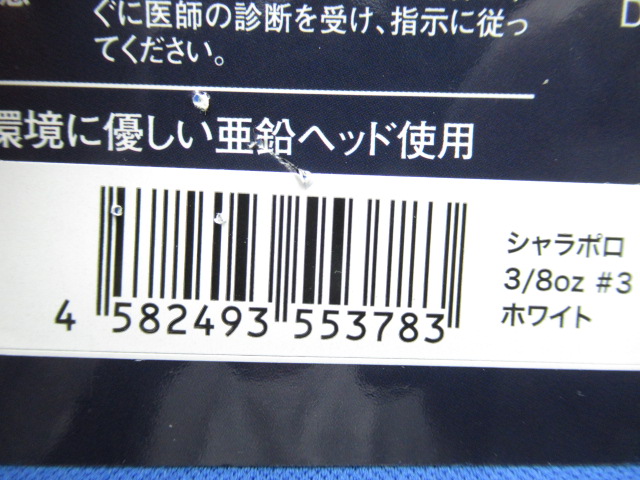 ぐに医師の診断を受け、指示に従っ
てください。
環境に優しい亜鉛ヘッド使用
シャラポロ
3/8oz #3
ホワイト
4 582493 553783